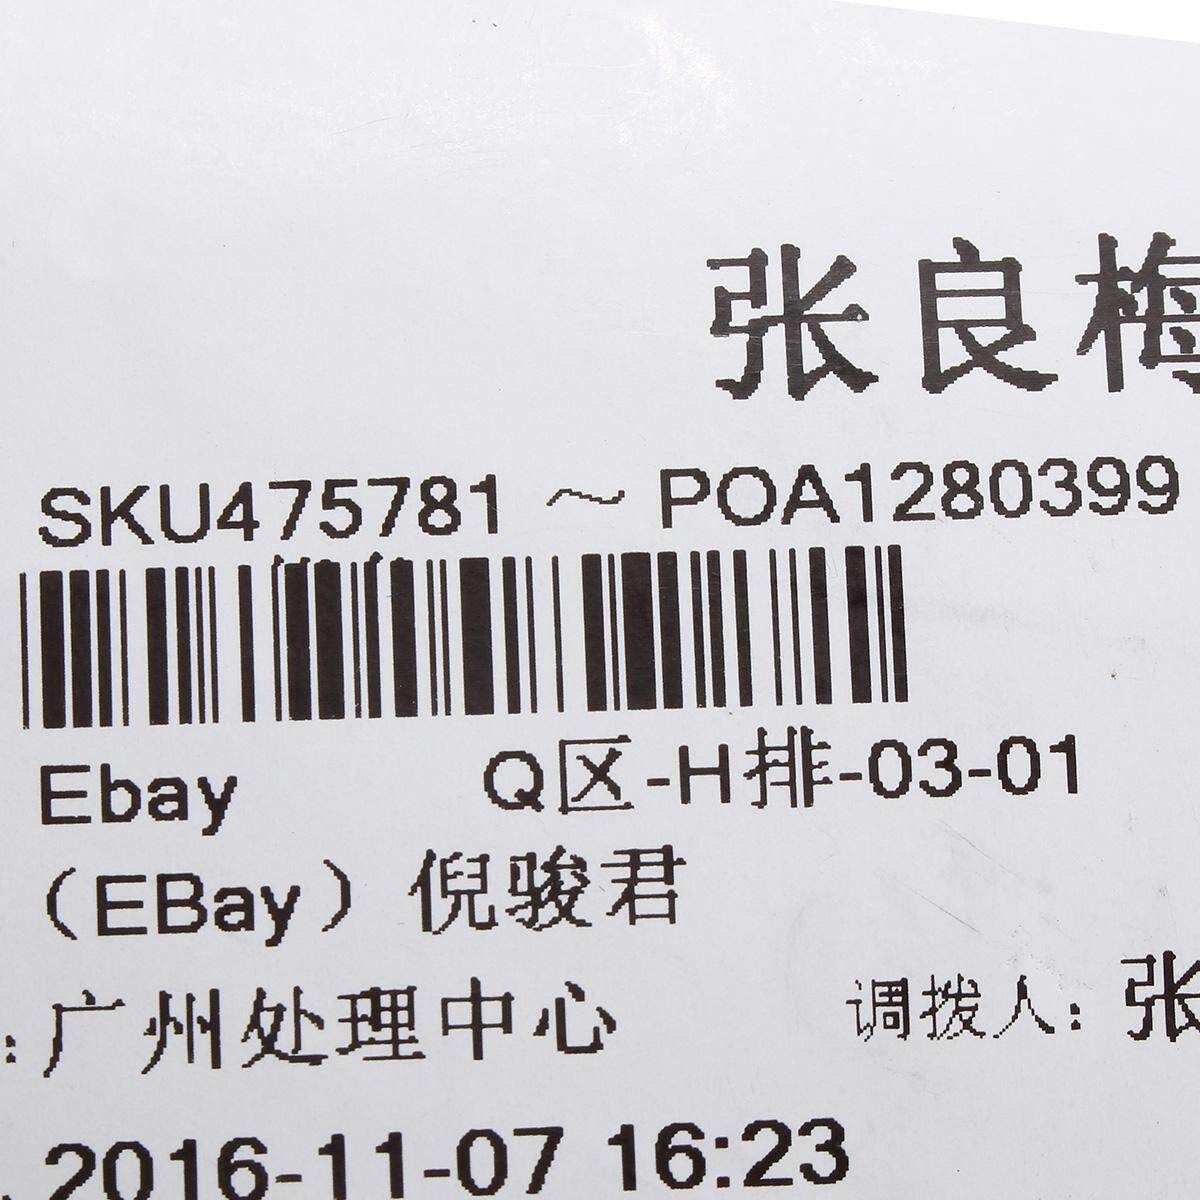 张良梅
SKU475781 ～ POA1280399
Ebay Q区-H排-03-01
（EBay）倪骏君
: 广州处理中心 调拨人: 张
2016-11-07 16:23